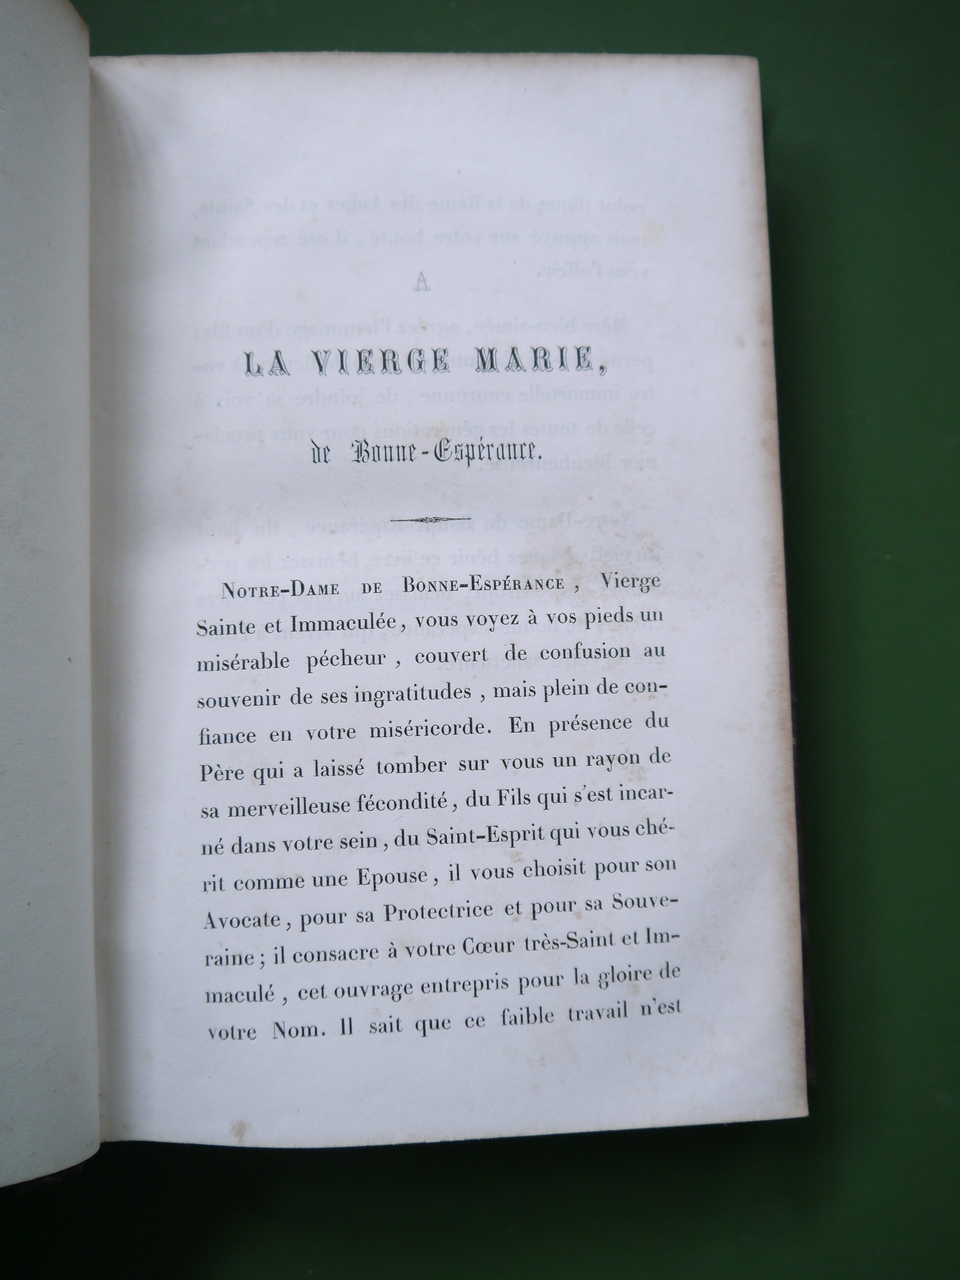 A
LA VIERGE MARIE,
de Bonne-Espérance.
NOTRE-DAME DE BONNE-ESPÉRANCE , Vierge
Sainte et Immaculée, vous voyez à vos pieds un
misérable pécheur , couvert de confusion au
souvenir de ses ingratitudes , mais plein de con-
fiance en votre miséricorde. En présence du
Père qui a laissé tomber sur vous un rayon de
sa merveilleuse fécondité, du Fils qui s'est incar-
né dans votre sein, du Saint-Esprit qui vous ché-
rit comme une Epouse, il vous choisit pour son
Avocate, pour sa Protectrice et pour sa Souve-
raine; il consacre à votre Cœur très-Saint et Im-
maculé , cet ouvrage entrepris pour la gloire de
votre Nom. Il sait que ce faible travail n'est